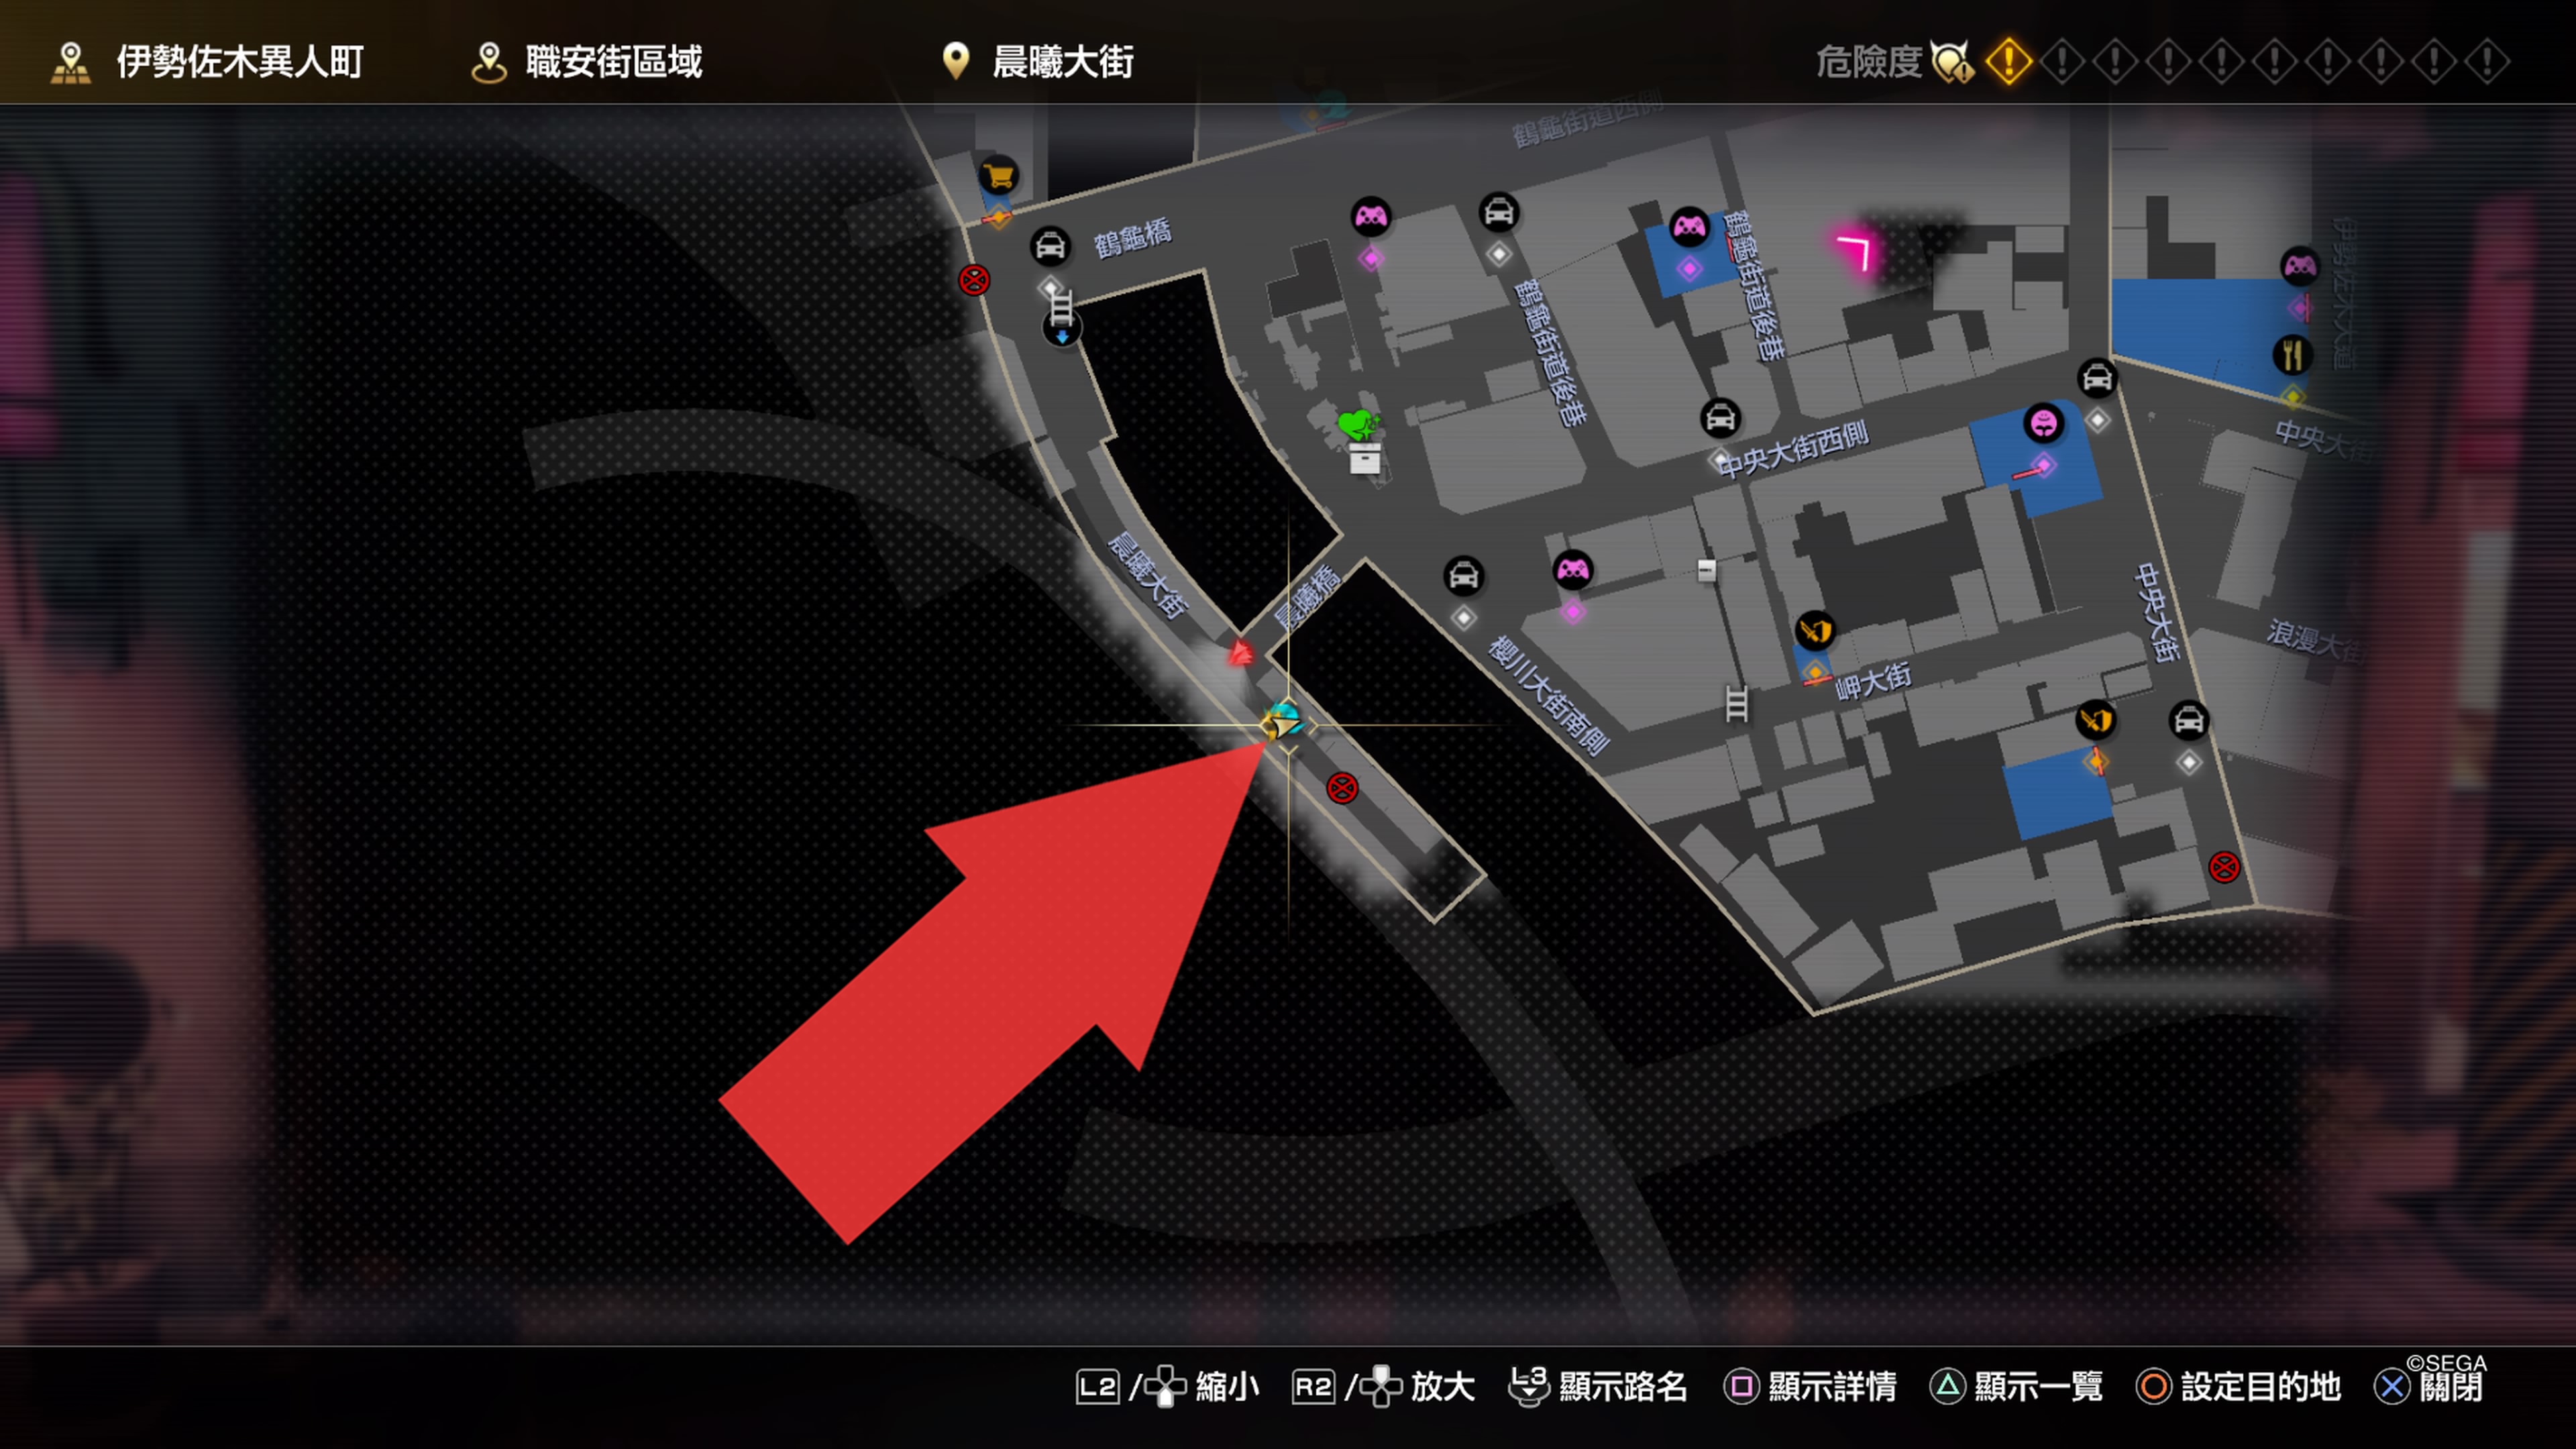 伊勢佐木異人町
職安街區域
晨曦大街
危險度
鶴龜街道西側
鶴龜橋
鶴龜街道後巷
鶴龜街道後巷
伊勢佐木大道
中央大街
中央大街西側
晨曦大街
晨曦橋
中央大街
浪漫大街
櫻川大街南側
岬大街
©SEGA
L2 / 縮小
R2 / 放大
L3 顯示路名
顯示詳情
顯示一覽
設定目的地
關閉